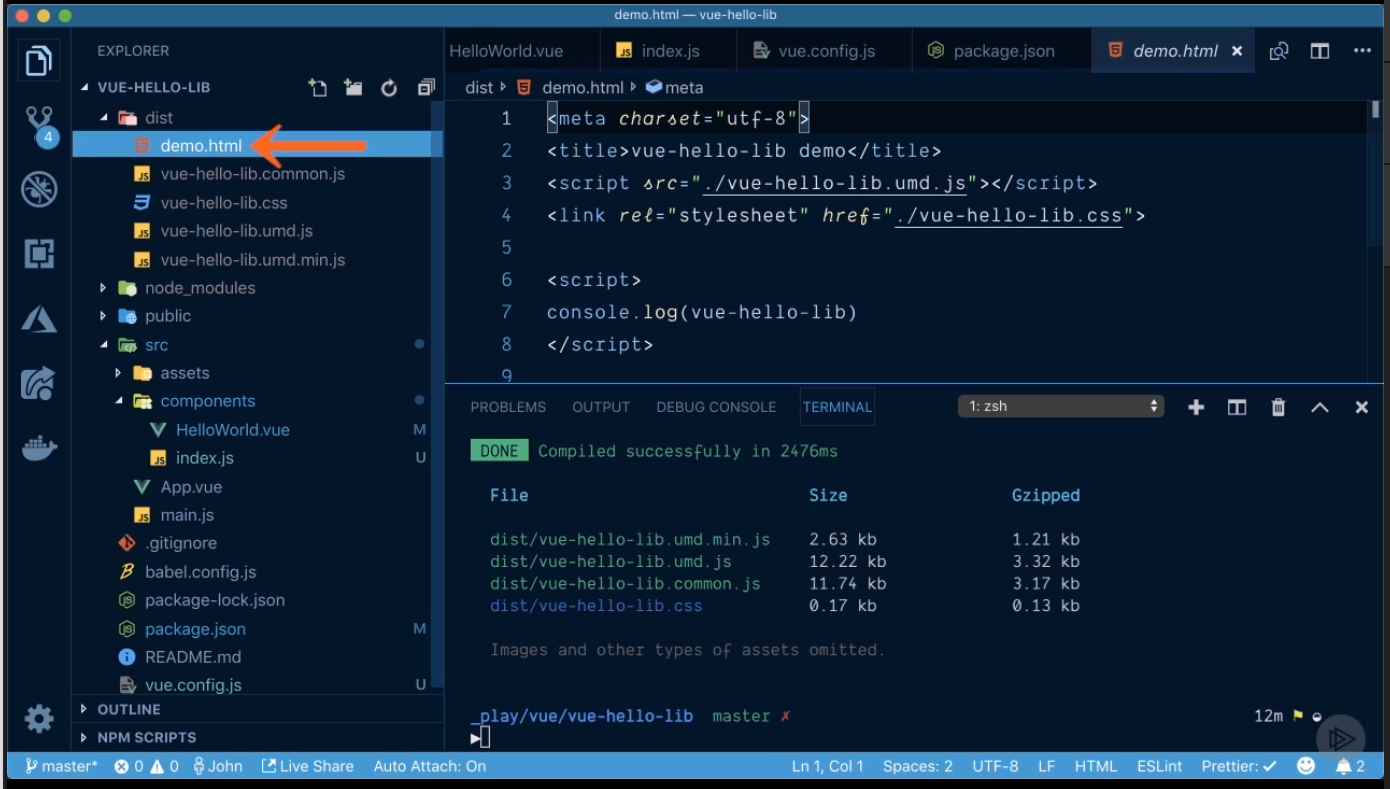 demo.html — vue-hello-lib
EXPLORER
VUE-HELLO-LIB
dist
demo.html
vue-hello-lib.common.js
vue-hello-lib.css
vue-hello-lib.umd.js
vue-hello-lib.umd.min.js
node_modules
public
src
assets
components
HelloWorld.vue M
index.js U
App.vue
main.js
.gitignore
babel.config.js
package-lock.json
package.json M
README.md
vue.config.js U
OUTLINE
NPM SCRIPTS
4
HelloWorld.vue index.js vue.config.js package.json demo.html
dist demo.html meta
1 <meta charset="utf-8">
2 <title>vue-hello-lib demo</title>
3 <script src="./vue-hello-lib.umd.js"></script>
4 <link rel="stylesheet" href="./vue-hello-lib.css">
5
6 <script>
7 console.log(vue-hello-lib)
8 </script>
9
PROBLEMS OUTPUT DEBUG CONSOLE TERMINAL 1: zsh
DONE Compiled successfully in 2476ms
File Size Gzipped
dist/vue-hello-lib.umd.min.js 2.63 kb 1.21 kb
dist/vue-hello-lib.umd.js 12.22 kb 3.32 kb
dist/vue-hello-lib.common.js 11.74 kb 3.17 kb
dist/vue-hello-lib.css 0.17 kb 0.13 kb
Images and other types of assets omitted.
_play/vue/vue-hello-lib master ✗ 12m
master* 0 0 John Live Share Auto Attach: On Ln 1, Col 1 Spaces: 2 UTF-8 LF HTML ESLint Prettier: ✓ 2